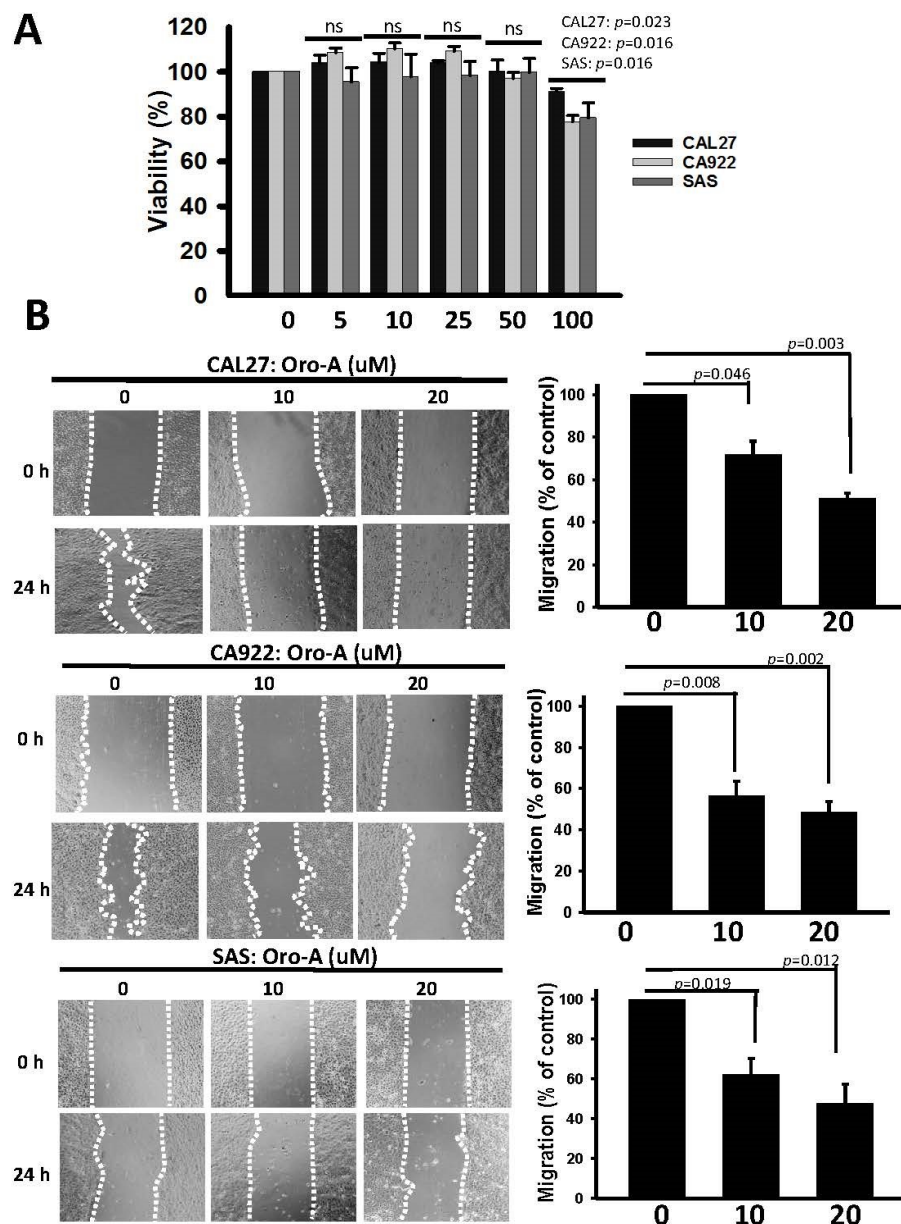 A
ns ns ns ns
CAL27: p=0.023
CA922: p=0.016
SAS: p=0.016
Viability (%)
120
100
80
60
40
20
0
CAL27
CA922
SAS
0 5 10 25 50 100
B
CAL27: Oro-A (uM)
0 10 20
0 h
24 h
p=0.003
p=0.046
Migration (% of control)
100
80
60
40
20
0
0 10 20
CA922: Oro-A (uM)
0 10 20
0 h
24 h
p=0.002
p=0.008
Migration (% of control)
100
80
60
40
20
0
0 10 20
SAS: Oro-A (uM)
0 10 20
0 h
24 h
p=0.012
p=0.019
Migration (% of control)
100
80
60
40
20
0
0 10 20